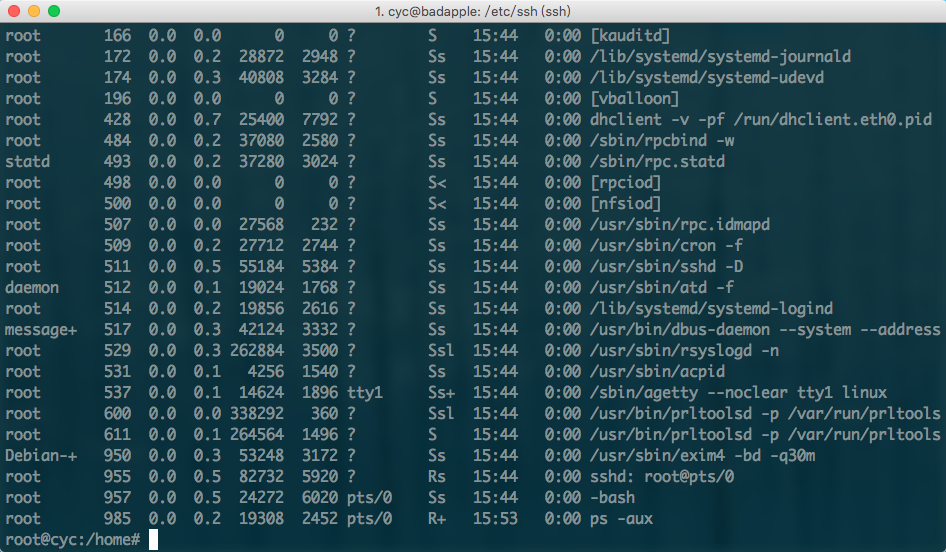 1. cyc@badapple: /etc/ssh (ssh)
root 166 0.0 0.0 0 0 ? S 15:44 0:00 [kauditd]
root 172 0.0 0.2 28872 2948 ? Ss 15:44 0:00 /lib/systemd/systemd-journald
root 174 0.0 0.3 40808 3284 ? Ss 15:44 0:00 /lib/systemd/systemd-udevd
root 196 0.0 0.0 0 0 ? S 15:44 0:00 [vballoon]
root 428 0.0 0.7 25400 7792 ? Ss 15:44 0:00 dhclient -v -pf /run/dhclient.eth0.pid
root 484 0.0 0.2 37080 2580 ? Ss 15:44 0:00 /sbin/rpcbind -w
statd 493 0.0 0.2 37280 3024 ? Ss 15:44 0:00 /sbin/rpc.statd
root 498 0.0 0.0 0 0 ? S< 15:44 0:00 [rpciod]
root 500 0.0 0.0 0 0 ? S< 15:44 0:00 [nfsiod]
root 507 0.0 0.0 27568 232 ? Ss 15:44 0:00 /usr/sbin/rpc.idmapd
root 509 0.0 0.2 27712 2744 ? Ss 15:44 0:00 /usr/sbin/cron -f
root 511 0.0 0.5 55184 5384 ? Ss 15:44 0:00 /usr/sbin/sshd -D
daemon 512 0.0 0.1 19024 1768 ? Ss 15:44 0:00 /usr/sbin/atd -f
root 514 0.0 0.2 19856 2616 ? Ss 15:44 0:00 /lib/systemd/systemd-logind
message+ 517 0.0 0.3 42124 3332 ? Ss 15:44 0:00 /usr/bin/dbus-daemon --system --address
root 529 0.0 0.3 262884 3500 ? Ssl 15:44 0:00 /usr/sbin/rsyslogd -n
root 531 0.0 0.1 4256 1540 ? Ss 15:44 0:00 /usr/sbin/acpid
root 537 0.0 0.1 14624 1896 tty1 Ss+ 15:44 0:00 /sbin/agetty --noclear tty1 linux
root 600 0.0 0.0 338292 360 ? Ssl 15:44 0:00 /usr/bin/prltoolsd -p /var/run/prltools
root 611 0.0 0.1 264564 1496 ? S 15:44 0:00 /usr/bin/prltoolsd -p /var/run/prltools
Debian-+ 950 0.0 0.3 53248 3172 ? Ss 15:44 0:00 /usr/sbin/exim4 -bd -q30m
root 955 0.0 0.5 82732 5920 ? Rs 15:44 0:00 sshd: root@pts/0
root 957 0.0 0.5 24272 6020 pts/0 Ss 15:44 0:00 -bash
root 985 0.0 0.2 19308 2452 pts/0 R+ 15:53 0:00 ps -aux
root@cyc:/home#